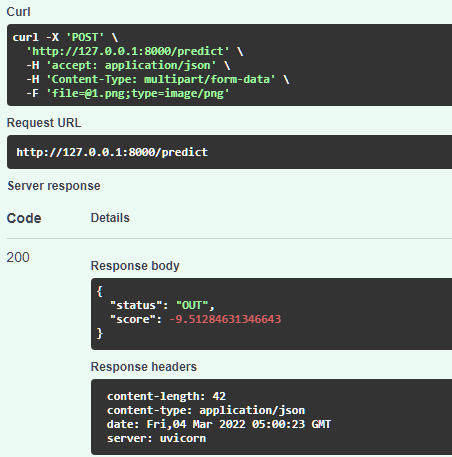 Curl
curl -X 'POST' \
  'http://127.0.0.1:8000/predict' \
  -H 'accept: application/json' \
  -H 'Content-Type: multipart/form-data' \
  -F 'file=@1.png;type=image/png'
Request URL
http://127.0.0.1:8000/predict
Server response
Code Details
200
Response body
{
  "status": "OUT",
  "score": -9.51284631346643
}
Response headers
content-length: 42
content-type: application/json
date: Fri,04 Mar 2022 05:00:23 GMT
server: uvicorn